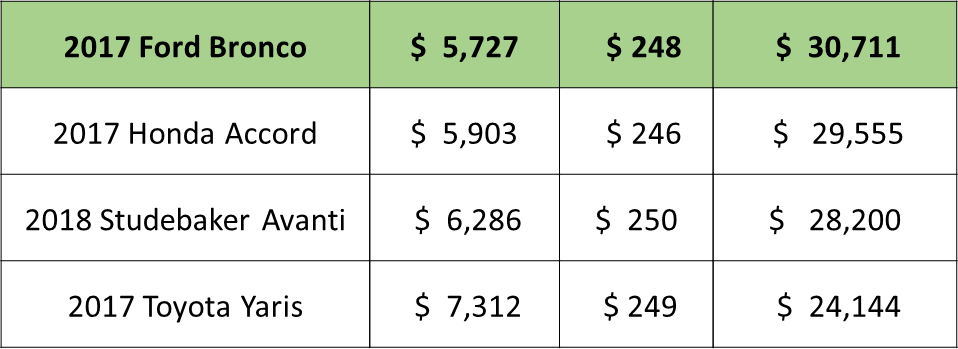 2017 Ford Bronco $ 5,727 $ 248 $ 30,711
2017 Honda Accord $ 5,903 $ 246 $ 29,555
2018 Studebaker Avanti $ 6,286 $ 250 $ 28,200
2017 Toyota Yaris $ 7,312 $ 249 $ 24,144